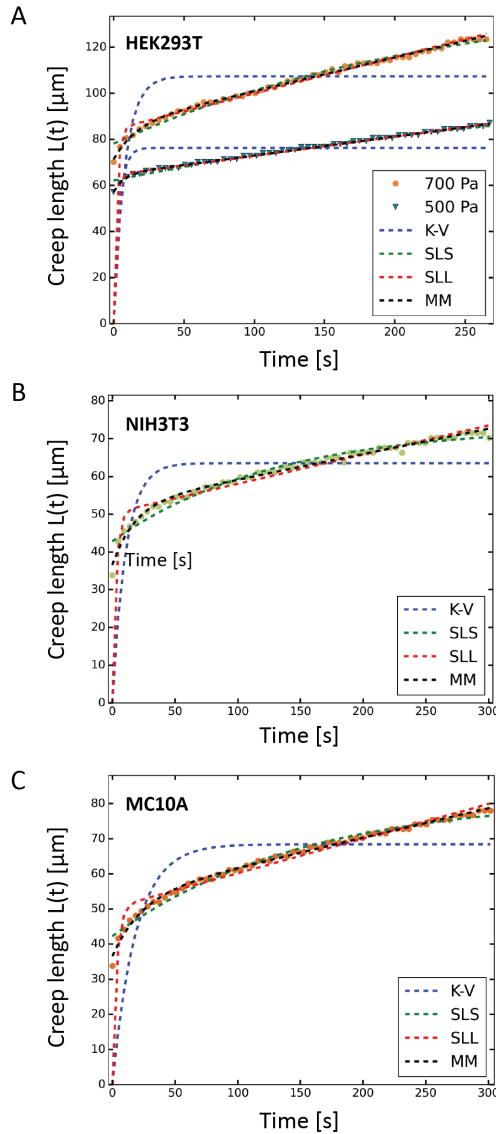 A
HEK293T
Creep length L(t) [μm]
120
100
80
60
40
20
0
700 Pa
500 Pa
K-V
SLS
SLL
MM
0
50
100
150
200
250
Time [s]
B
NIH3T3
Creep length L(t) [μm]
80
70
60
50
40
30
20
10
0
Time [s]
K-V
SLS
SLL
MM
0
50
100
150
200
250
300
Time [s]
C
MC10A
Creep length L(t) [μm]
80
70
60
50
40
30
20
10
0
K-V
SLS
SLL
MM
0
50
100
150
200
250
300
Time [s]